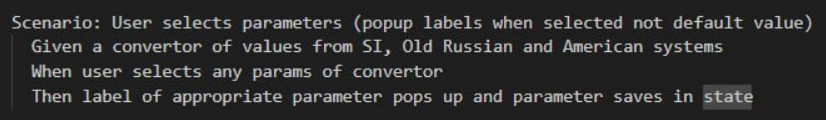 Scenario: User selects parameters (popup labels when selected not default value)
Given a convertor of values from SI, Old Russian and American systems
When user selects any params of convertor
Then label of appropriate parameter pops up and parameter saves in state